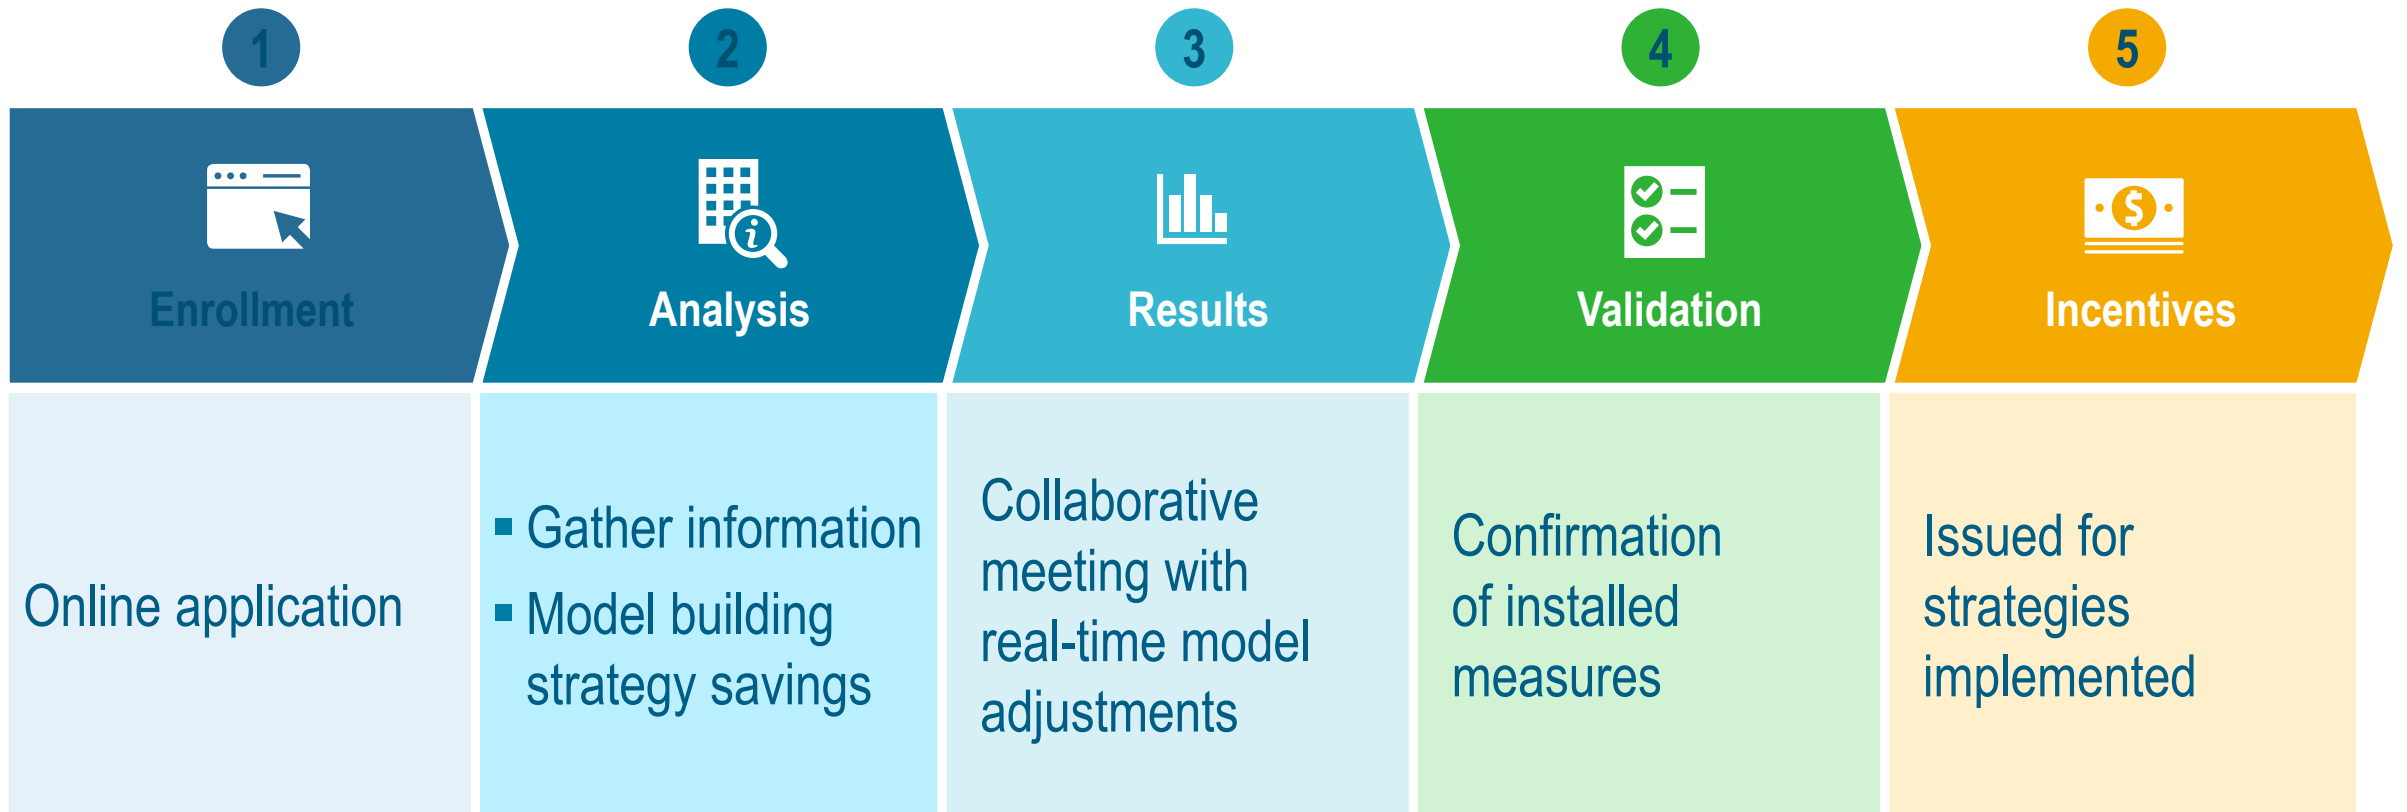 1
2
3
4
5
Enrollment
Analysis
Results
Validation
Incentives
Online application
▪ Gather information
▪ Model building
strategy savings
Collaborative
meeting with
real-time model
adjustments
Confirmation
of installed
measures
Issued for
strategies
implemented